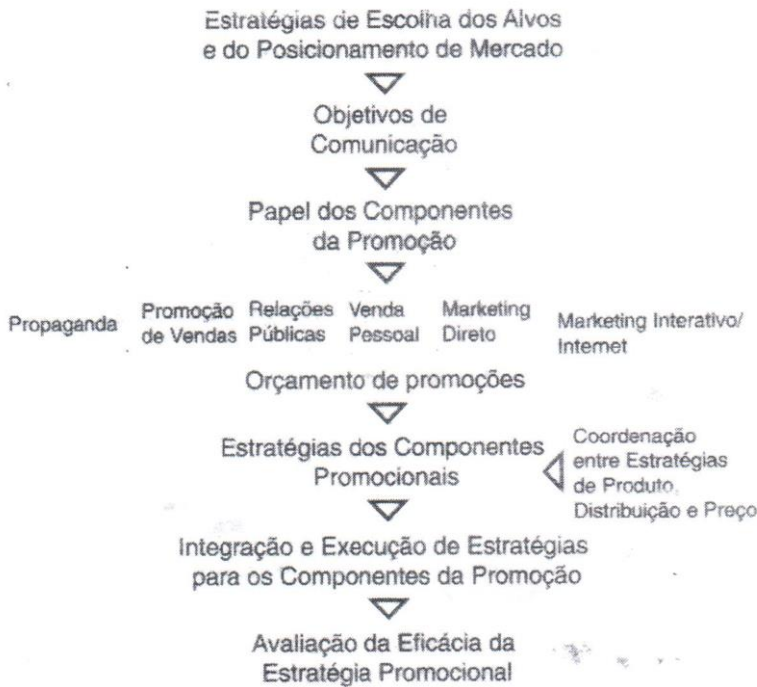 Estratégias de Escolha dos Alvos
e do Posicionamento de Mercado
Objetivos de
Comunicação
Papel dos Componentes
da Promoção
Propaganda
Promoção
de Vendas
Relações
Públicas
Venda
Pessoal
Marketing
Direto
Marketing Interativo/
Internet
Orçamento de promoções
Estratégias dos Componentes
Promocionais
Coordenação
entre Estratégias
de Produto,
Distribuição e Preço
Integração e Execução de Estratégias
para os Componentes da Promoção
Avaliação da Eficácia da
Estratégia Promocional